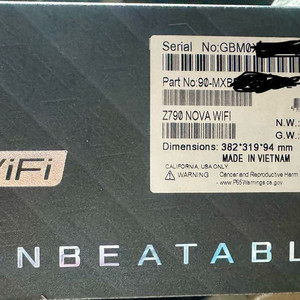 Serial No:GBM0
Part No:90-MXB
Z790 NOVA WIFI
N.W.:
G.W.:
Dimensions: 382*319*94 mm
MADE IN VIETNAM
CALIFORNIA, USA ONLY
WARNING Cancer and Reproductive Harm
www.P65Warnings.ca.gov
WiFi
NBEATABL